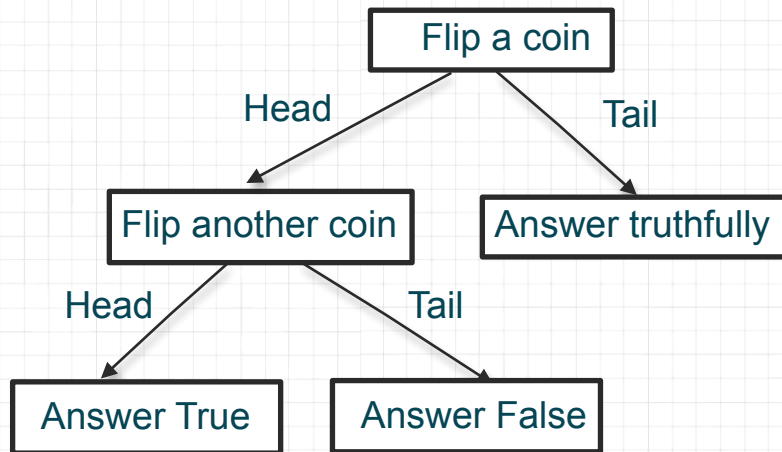 Flip a coin
Head
Tail
Flip another coin
Answer truthfully
Head
Tail
Answer True
Answer False